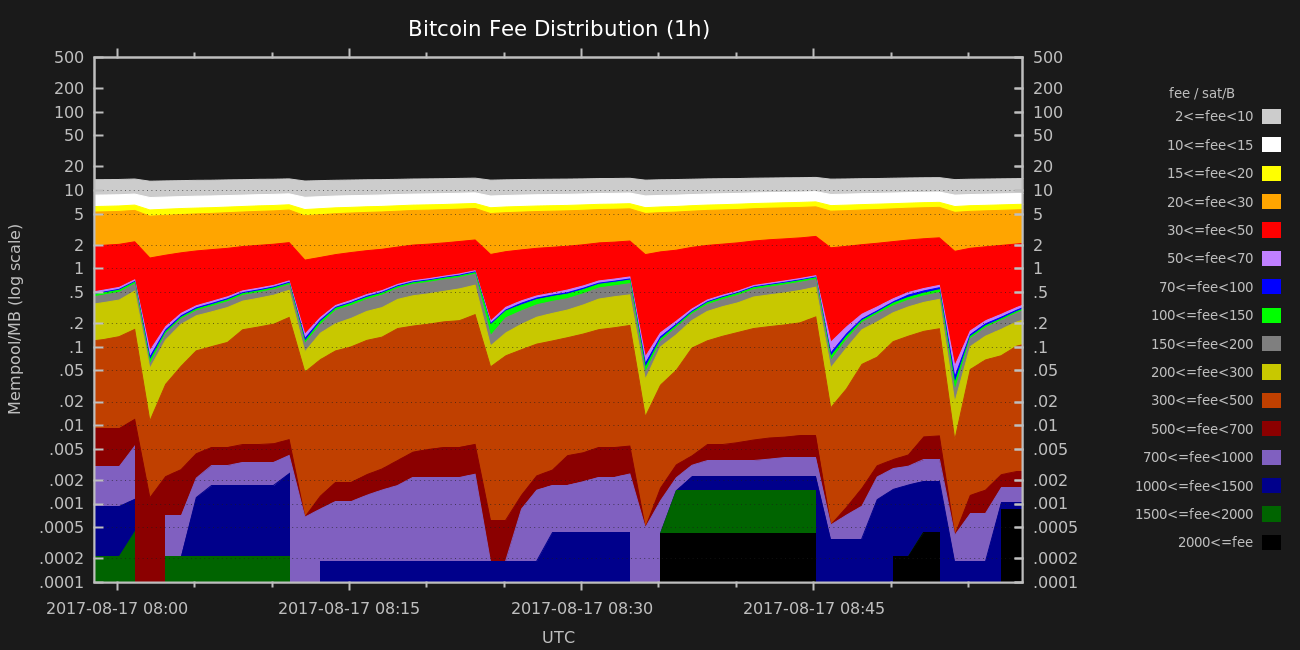 Bitcoin Fee Distribution (1h)
500 500
200 200
100 100
50 50
20 20
10 10
5 5
2 2
1 1
.5 .5
.2 .2
.1 .1
.05 .05
.02 .02
.01 .01
.005 .005
.002 .002
.001 .001
.0005 .0005
.0002 .0002
.0001 .0001
Mempool/MB (log scale)
2017-08-17 08:00 2017-08-17 08:15 2017-08-17 08:30 2017-08-17 08:45
UTC
fee / sat/B
2<=fee<10
10<=fee<15
15<=fee<20
20<=fee<30
30<=fee<50
50<=fee<70
70<=fee<100
100<=fee<150
150<=fee<200
200<=fee<300
300<=fee<500
500<=fee<700
700<=fee<1000
1000<=fee<1500
1500<=fee<2000
2000<=fee